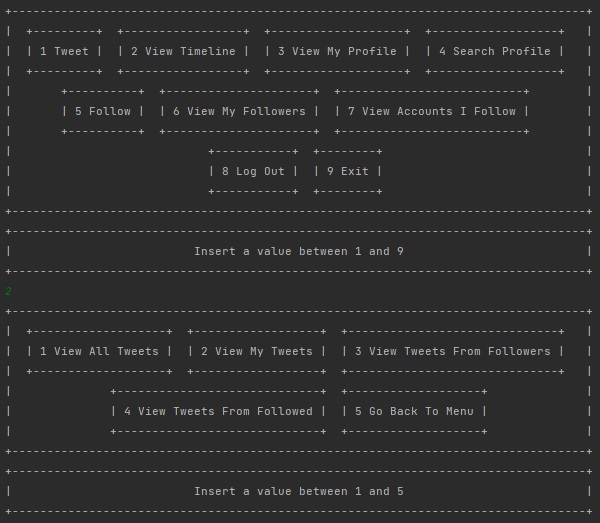 +----------------------------------------------------------------------------------+
|  +---------+  +-----------------+  +-------------------+  +------------------+   |
|  | 1 Tweet |  | 2 View Timeline |  | 3 View My Profile |  | 4 Search Profile |   |
|  +---------+  +-----------------+  +-------------------+  +------------------+   |
|       +----------+  +---------------------+  +--------------------------+        |
|       | 5 Follow |  | 6 View My Followers |  | 7 View Accounts I Follow |        |
|       +----------+  +---------------------+  +--------------------------+        |
|                            +-----------+  +--------+                             |
|                            | 8 Log Out |  | 9 Exit |                             |
|                            +-----------+  +--------+                             |
+----------------------------------------------------------------------------------+
+----------------------------------------------------------------------------------+
|                          Insert a value between 1 and 9                          |
+----------------------------------------------------------------------------------+
2
+----------------------------------------------------------------------------------+
|  +-------------------+  +------------------+  +------------------------------+   |
|  | 1 View All Tweets |  | 2 View My Tweets |  | 3 View Tweets From Followers |   |
|  +-------------------+  +------------------+  +------------------------------+   |
|              +-----------------------------+  +-------------------+              |
|              | 4 View Tweets From Followed |  | 5 Go Back To Menu |              |
|              +-----------------------------+  +-------------------+              |
+----------------------------------------------------------------------------------+
+----------------------------------------------------------------------------------+
|                          Insert a value between 1 and 5                          |
+----------------------------------------------------------------------------------+